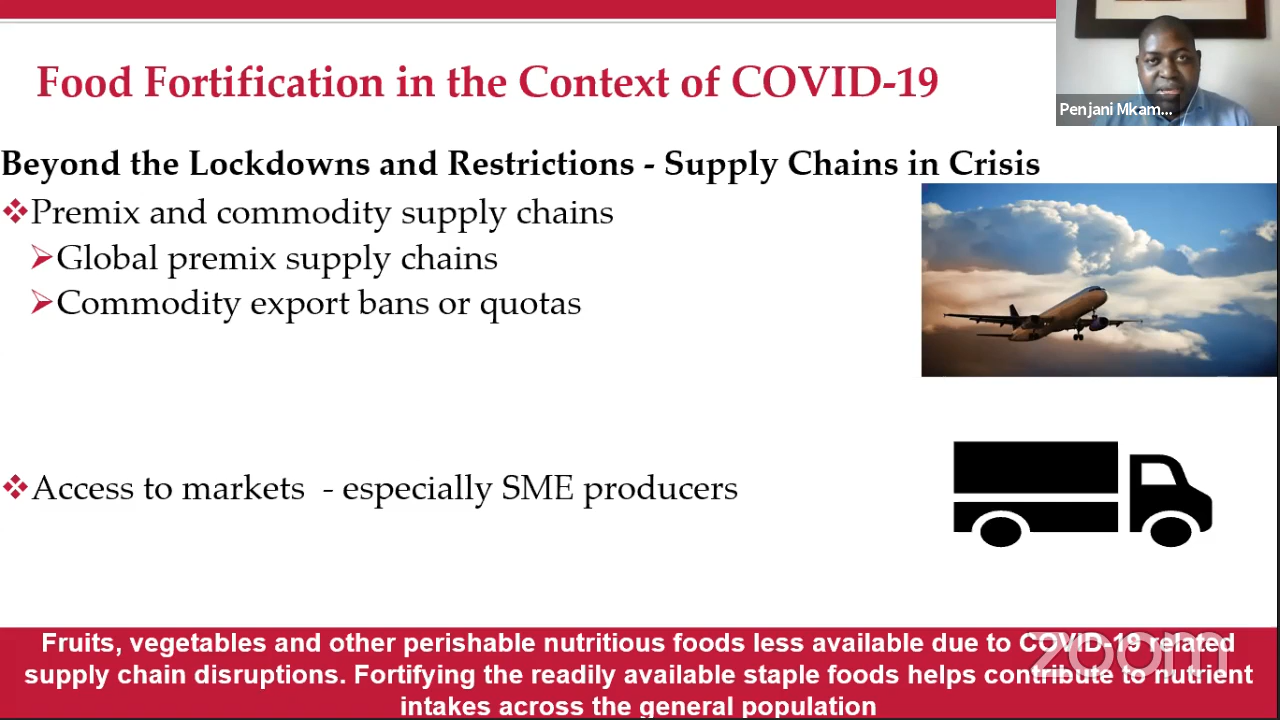 Food Fortification in the Context of COVID-19
Penjani Mkam...
Beyond the Lockdowns and Restrictions - Supply Chains in Crisis
❖Premix and commodity supply chains
➢Global premix supply chains
➢Commodity export bans or quotas
❖Access to markets - especially SME producers
Fruits, vegetables and other perishable nutritious foods less available due to COVID-19 related
supply chain disruptions. Fortifying the readily available staple foods helps contribute to nutrient
intakes across the general population
zoom